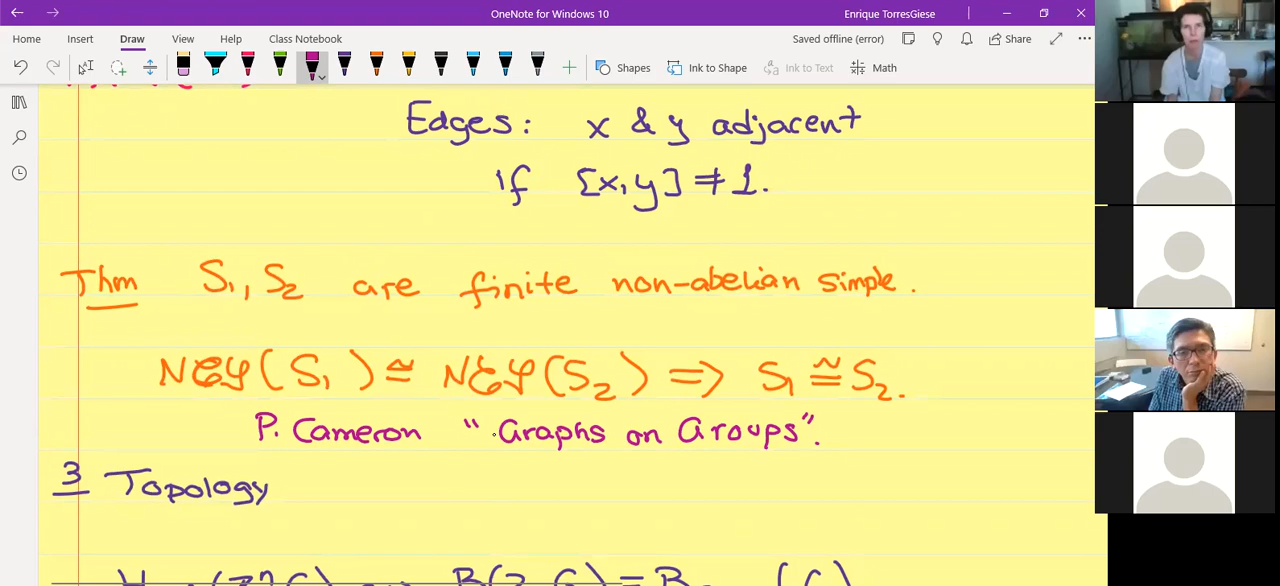 OneNote for Windows 10
Enrique TorresGiese
Home Insert Draw View Help Class Notebook
Saved offline (error) Share
Shapes Ink to Shape Ink to Text Math
Edges: x & y adjacent
if [x,y] ≠ 1.
Thm S₁, S₂ are finite non-abelian simple.
NCG(S₁) ≅ NCG(S₂) ⇒ S₁ ≅ S₂.
P. Cameron "Graphs on Groups".
3 Topology